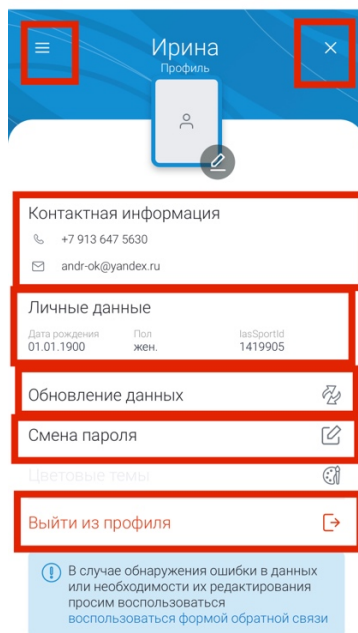 Ирина
Профиль
Контактная информация
+7 913 647 5630
andr-ok@yandex.ru
Личные данные
Дата рождения Пол IasSportId
01.01.1900 жен. 1419905
Обновление данных
Смена пароля
Цветовые темы
Выйти из профиля
В случае обнаружения ошибки в данных
или необходимости их редактирования
просим воспользоваться
воспользоваться формой обратной связи